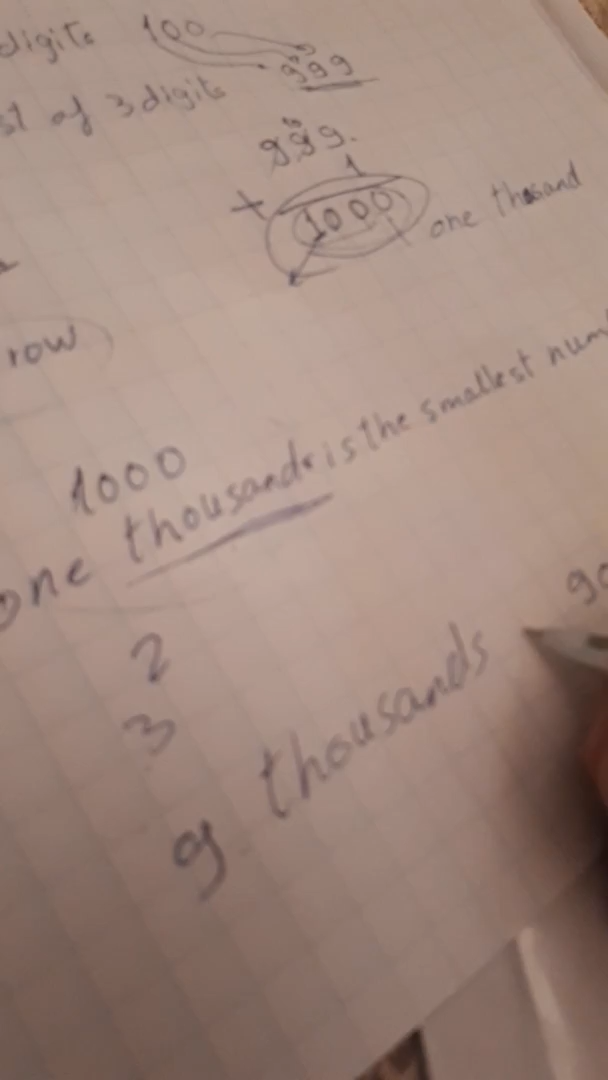 digits 100
999
st of 3 digits
999.
1
+
1000 one thosand
row
1000
one thousand is the smallest num
2
3
9 thousands